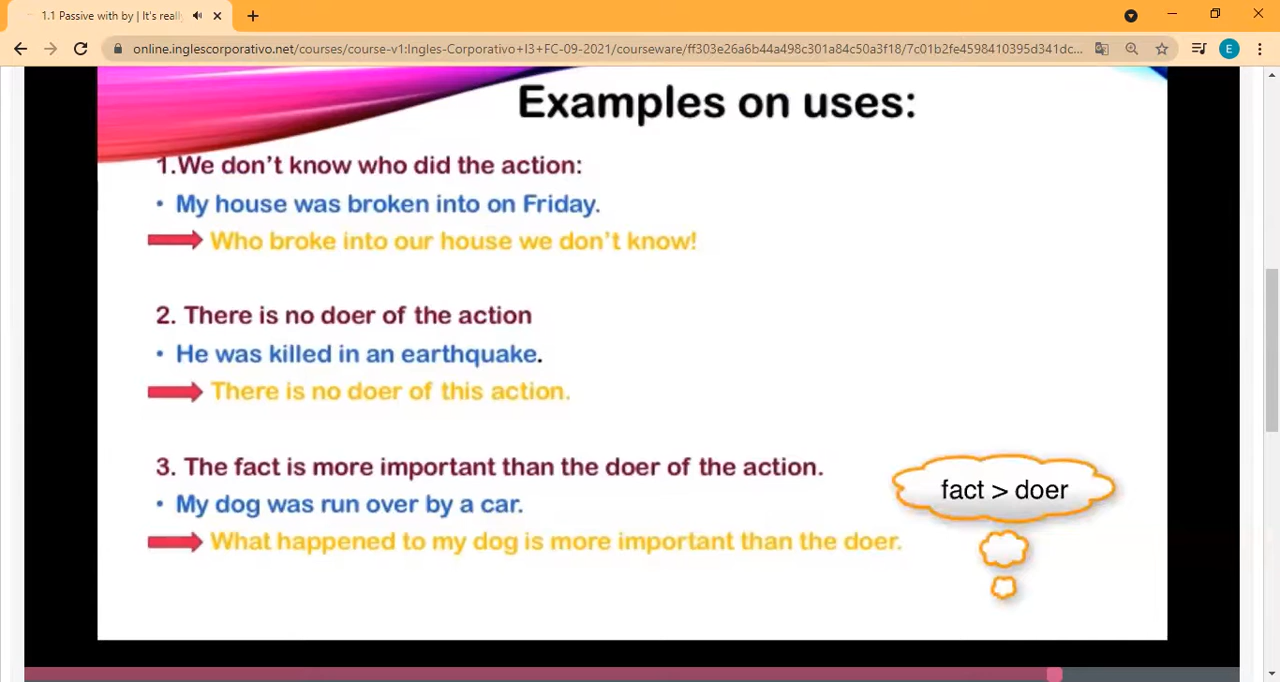 1.1 Passive with by | It's reall
online.inglescorporativo.net/courses/course-v1:Ingles-Corporativo+I3+FC-09-2021/courseware/ff303e26a6b44a498c301a84c50a3f18/7c01b2fe4598410395d341dc...
E
Examples on uses:
1.We don't know who did the action:
• My house was broken into on Friday.
Who broke into our house we don't know!
2. There is no doer of the action
• He was killed in an earthquake.
There is no doer of this action.
3. The fact is more important than the doer of the action.
• My dog was run over by a car.
fact > doer
What happened to my dog is more important than the doer.